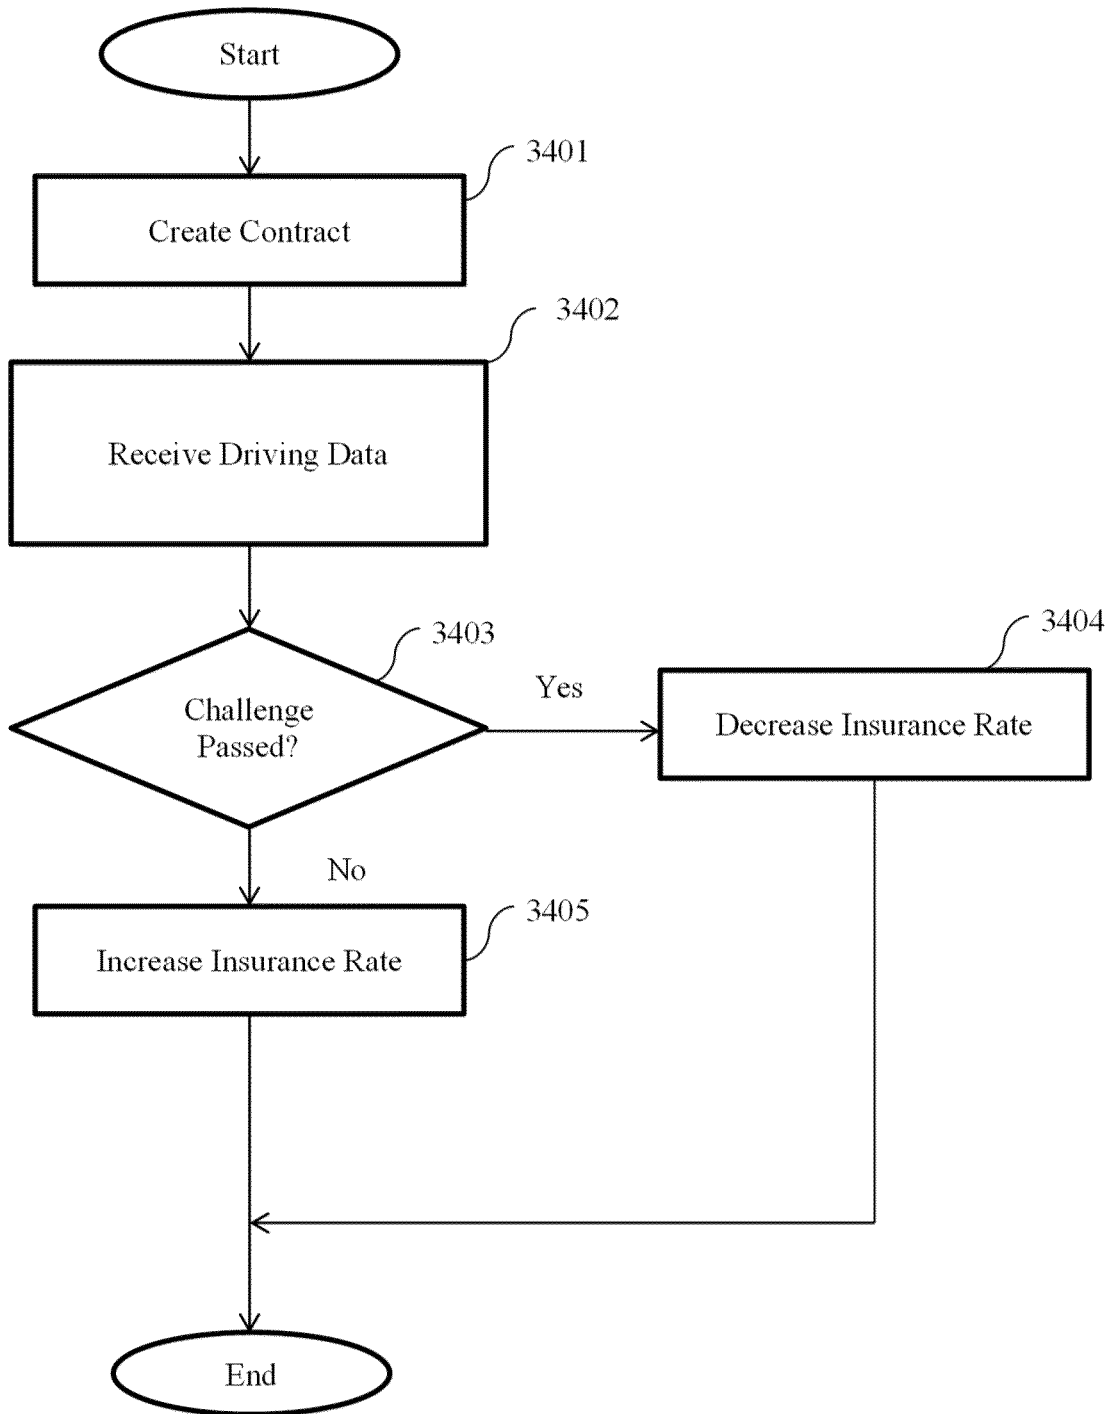 Start
3401
Create Contract
3402
Receive Driving Data
3403
Challenge
Passed?
Yes
3404
Decrease Insurance Rate
No
3405
Increase Insurance Rate
End